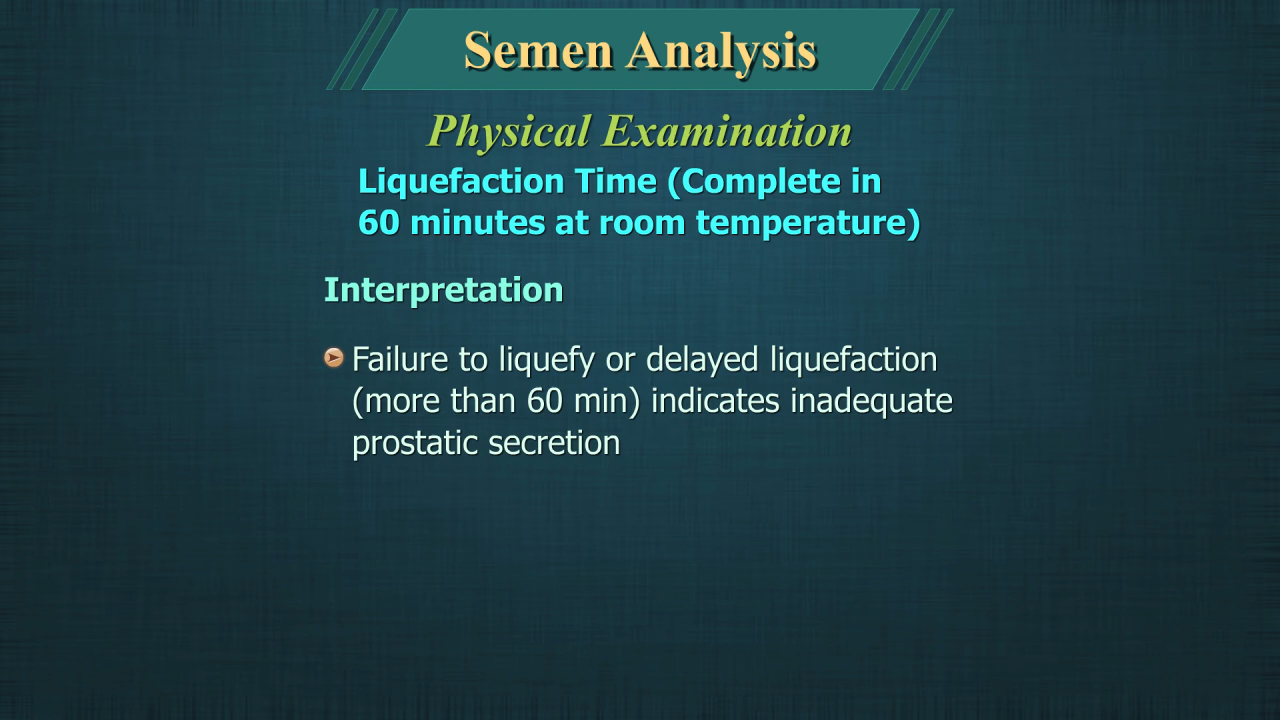 Semen Analysis
Physical Examination
Liquefaction Time (Complete in
60 minutes at room temperature)
Interpretation
Failure to liquefy or delayed liquefaction
(more than 60 min) indicates inadequate
prostatic secretion